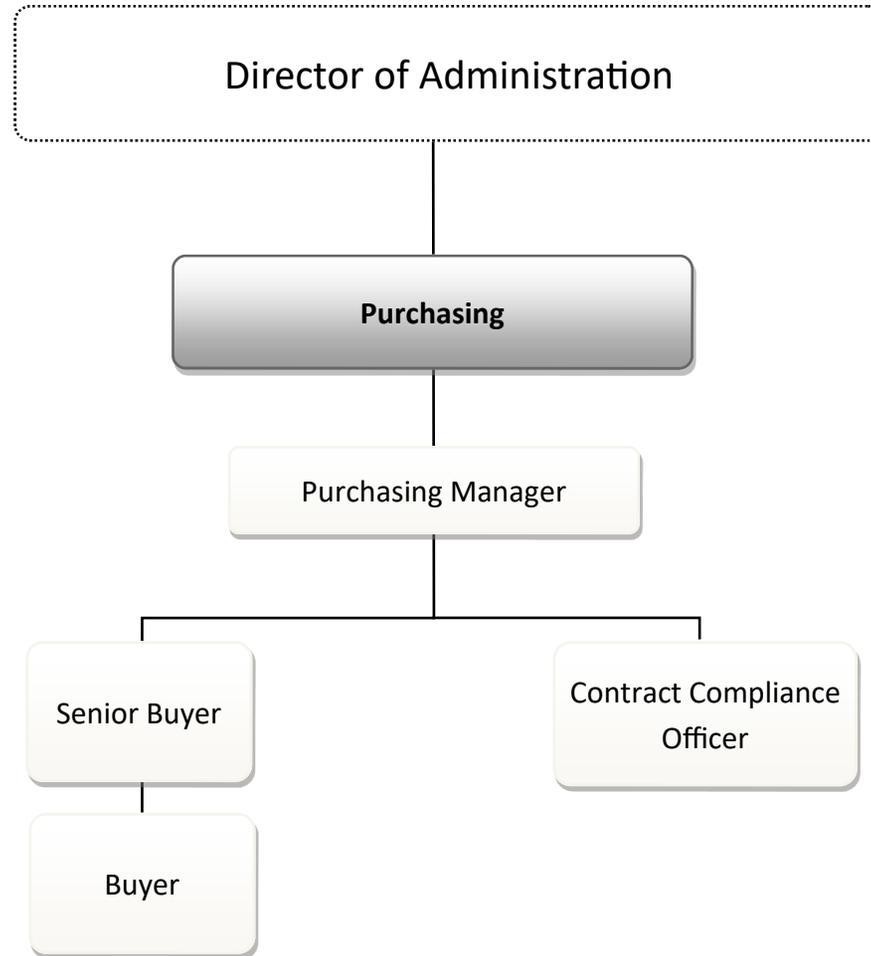 Director of Administration
Purchasing
Purchasing Manager
Senior Buyer
Contract Compliance
Officer
Buyer